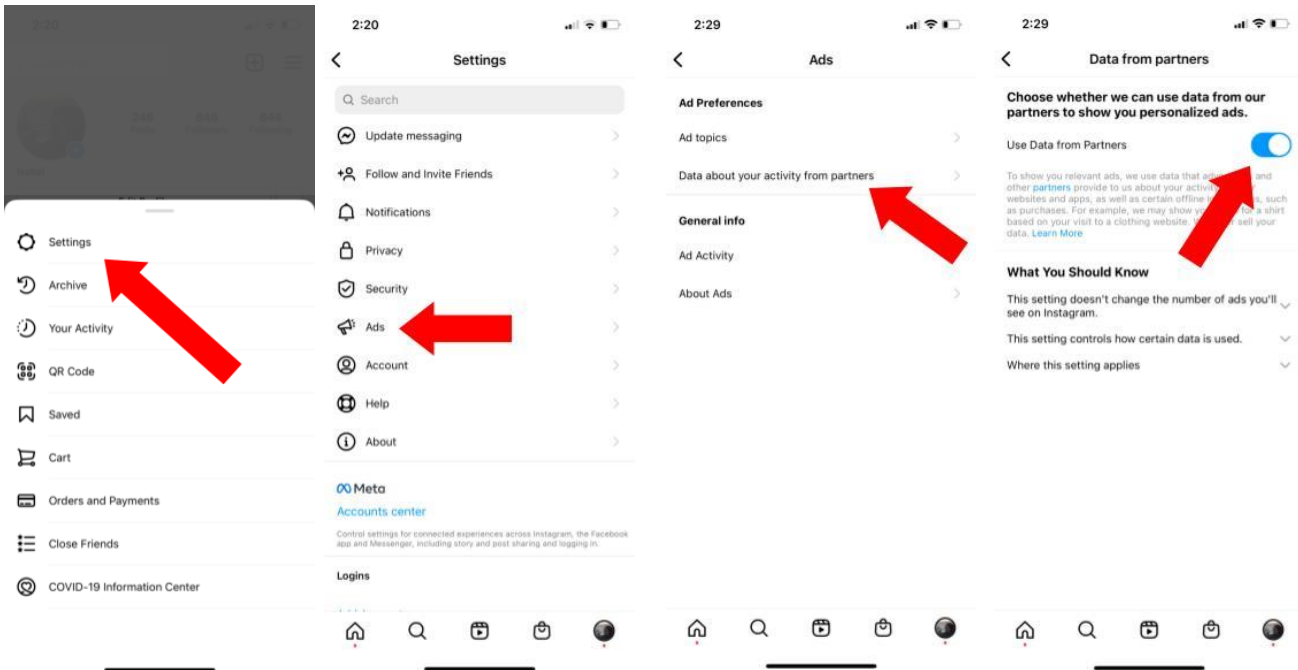 2:20
Settings
Archive
Your Activity
QR Code
Saved
Cart
Orders and Payments
Close Friends
COVID-19 Information Center
2:20
Settings
Search
Update messaging
Follow and Invite Friends
Notifications
Privacy
Security
Ads
Account
Help
About
Meta
Accounts center
Control settings for connected experiences across Instagram, the Facebook
app and Messenger, including story and post sharing and logging in.
Logins
2:29
Ads
Ad Preferences
Ad topics
Data about your activity from partners
General info
Ad Activity
About Ads
2:29
Data from partners
Choose whether we can use data from our
partners to show you personalized ads.
Use Data from Partners
To show you relevant ads, we use data that and
other partners provide to us about your
websites and apps, as well as certain offline such
as purchases. For example, we may show for a shirt
based on your visit to a clothing website. sell your
data. Learn More
What You Should Know
This setting doesn't change the number of ads you'll
see on Instagram.
This setting controls how certain data is used.
Where this setting applies